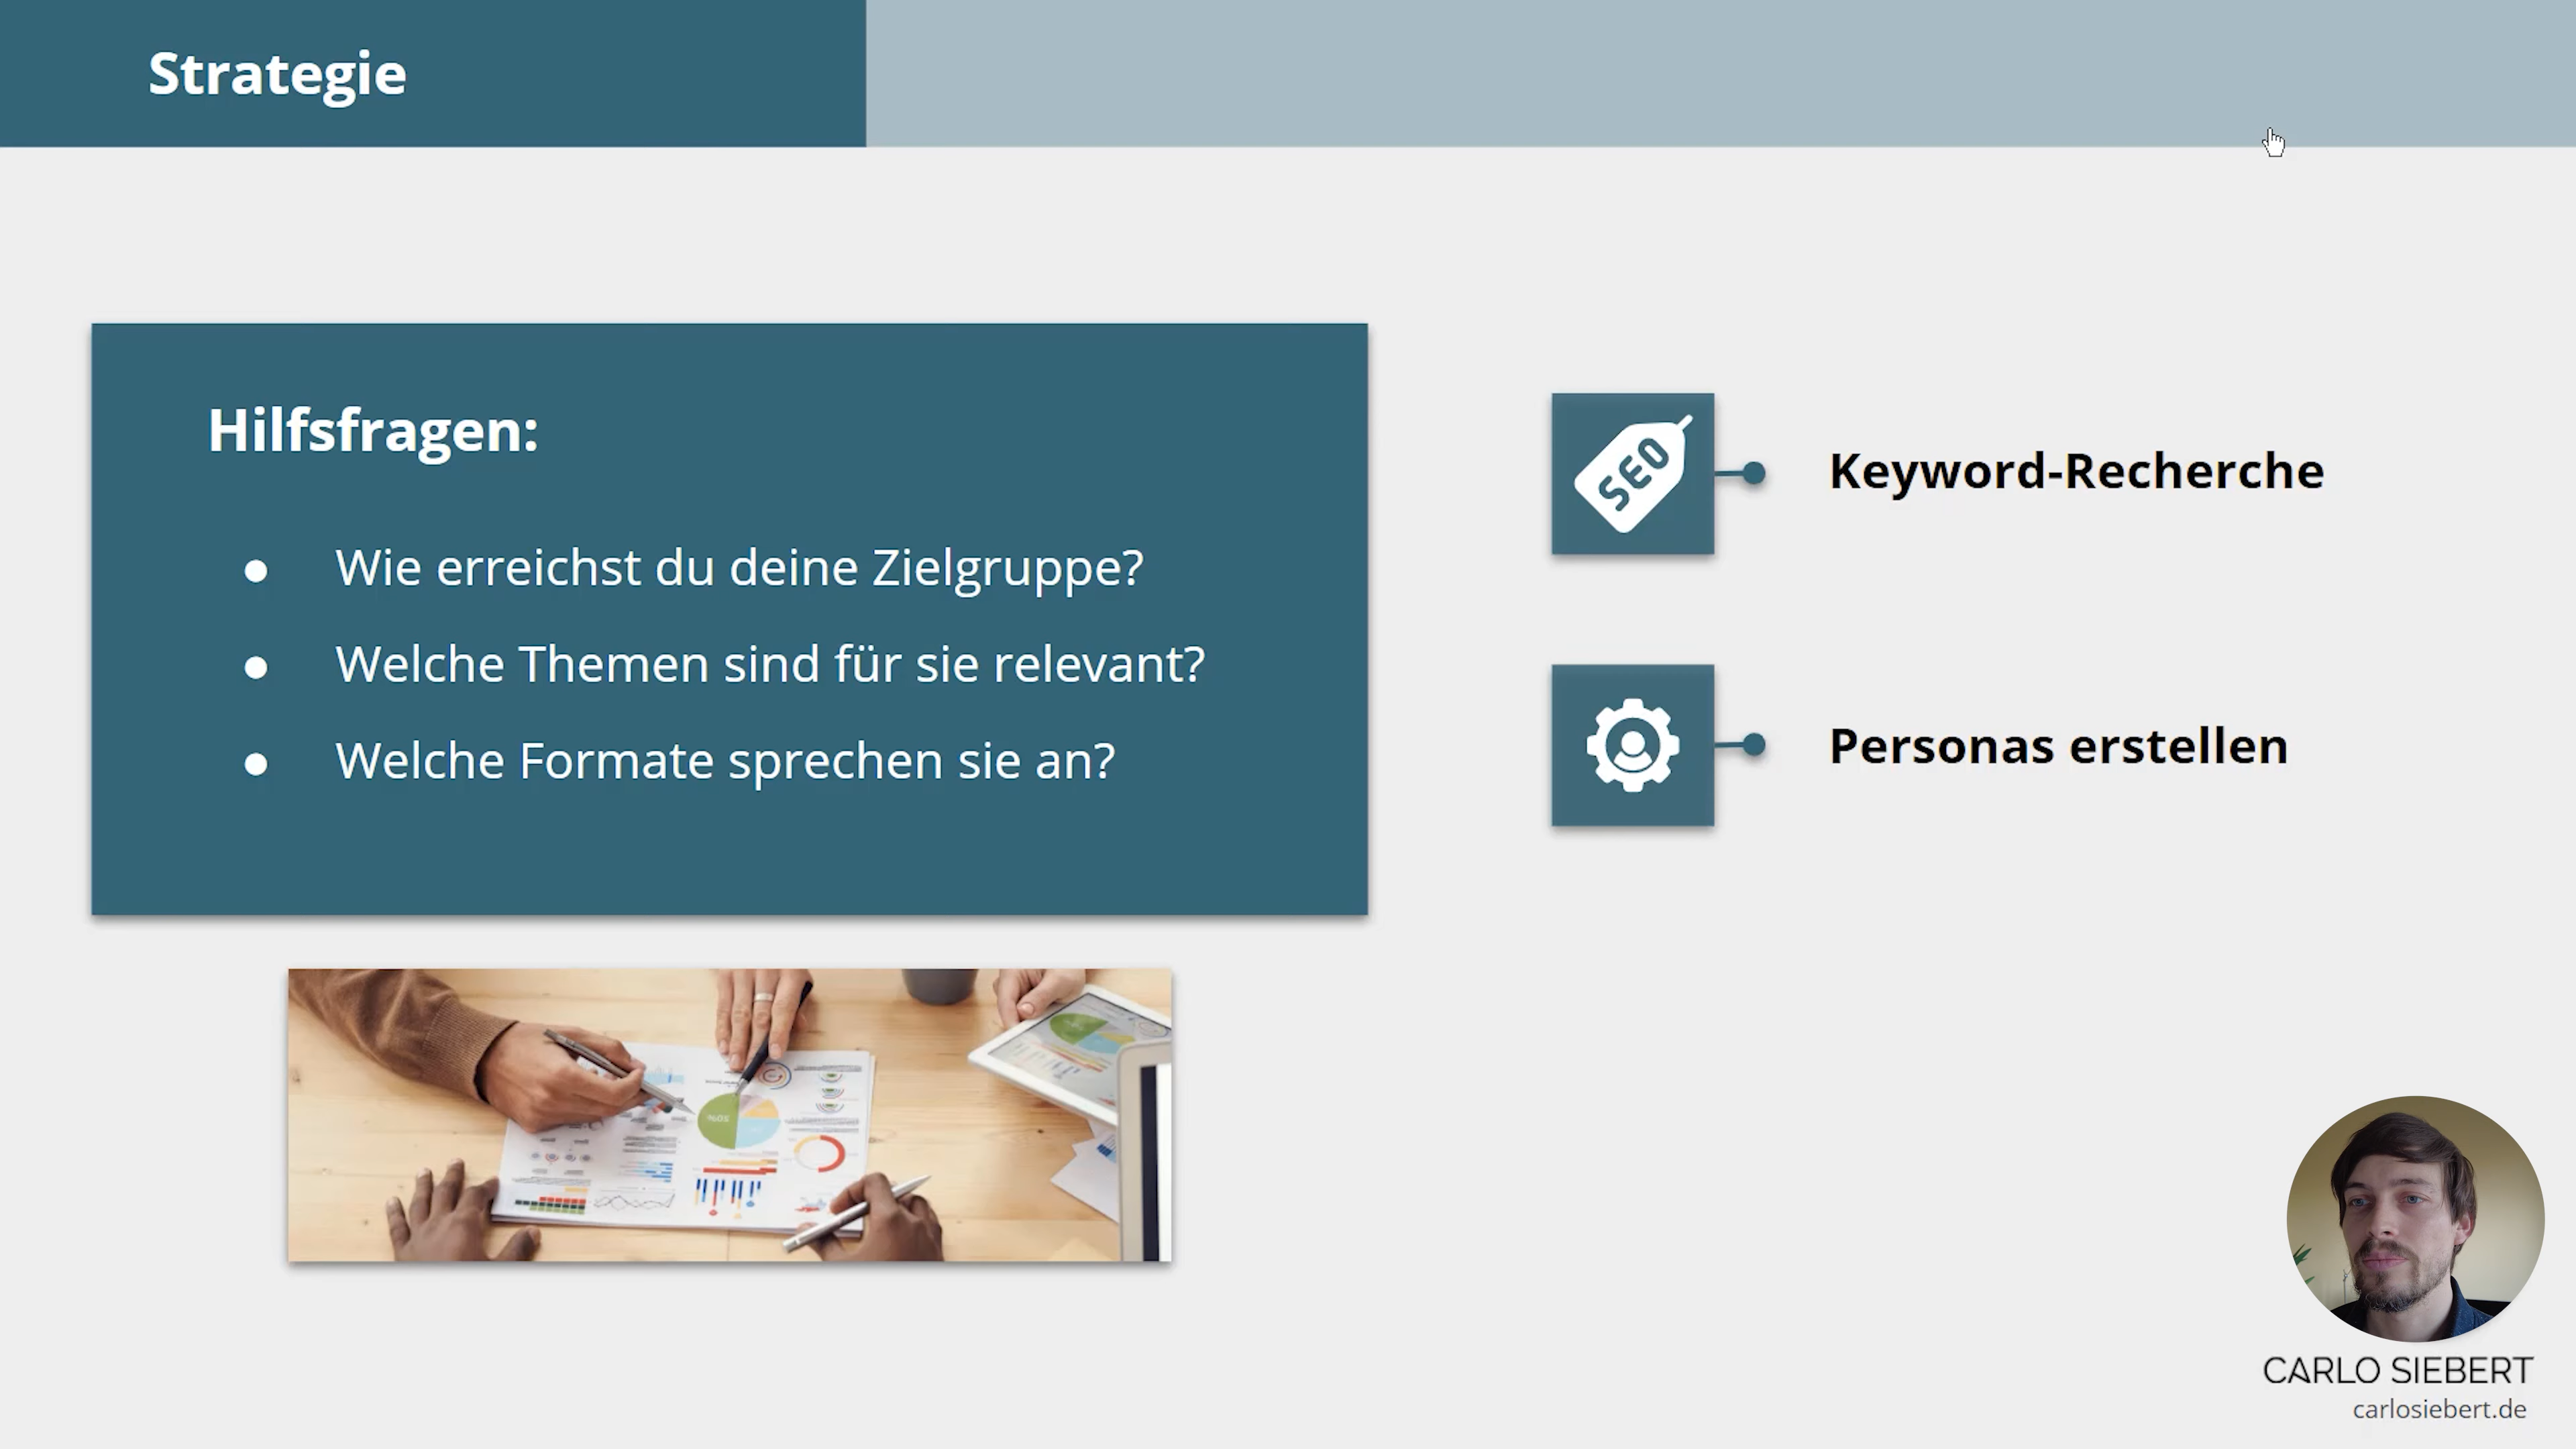 Strategie
Hilfsfragen:
● Wie erreichst du deine Zielgruppe?
● Welche Themen sind für sie relevant?
● Welche Formate sprechen sie an?
SEO
Keyword-Recherche
Personas erstellen
50%
CARLO SIEBERT
carlosiebert.de